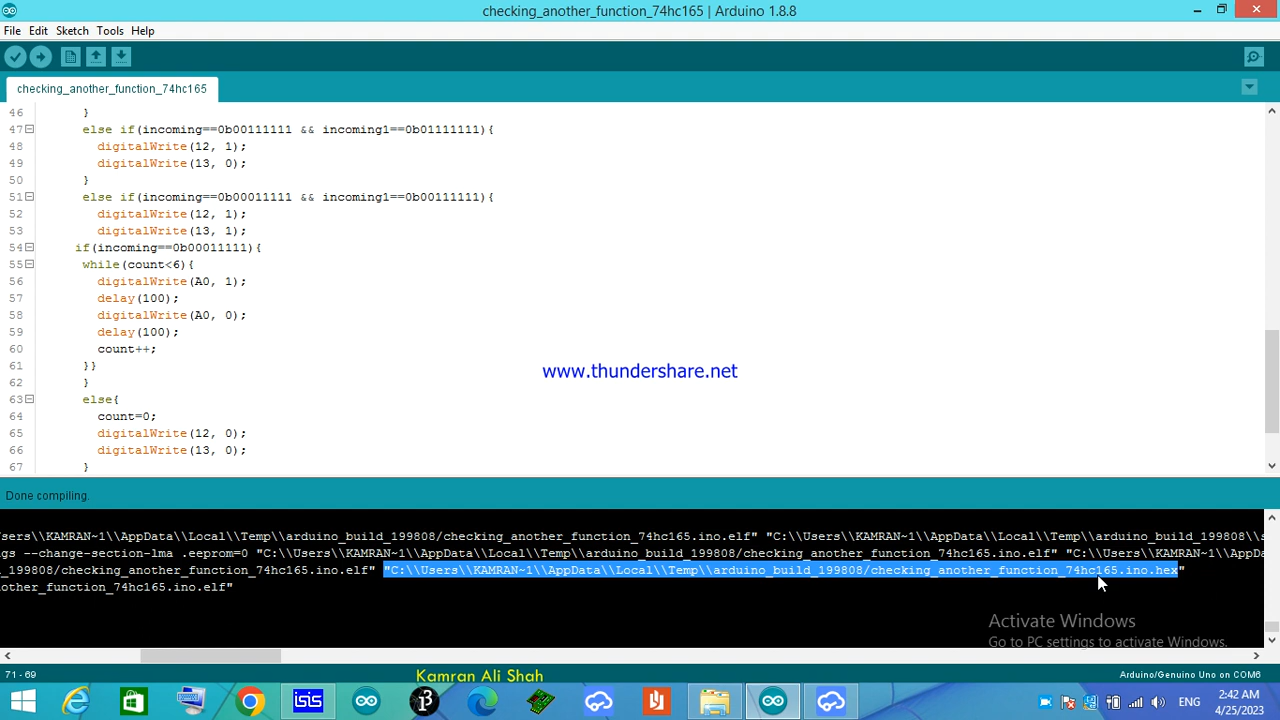 checking_another_function_74hc165 | Arduino 1.8.8
File Edit Sketch Tools Help
checking_another_function_74hc165
46 }
47 else if(incoming==0b00111111 && incoming1==0b01111111){
48 digitalWrite(12, 1);
49 digitalWrite(13, 0);
50 }
51 else if(incoming==0b00011111 && incoming1==0b00111111){
52 digitalWrite(12, 1);
53 digitalWrite(13, 1);
54 if(incoming==0b00011111){
55 while(count<6){
56 digitalWrite(A0, 1);
57 delay(100);
58 digitalWrite(A0, 0);
59 delay(100);
60 count++;
61 }}
62 }
63 else{
64 count=0;
65 digitalWrite(12, 0);
66 digitalWrite(13, 0);
67 }
www.thundershare.net
Done compiling.
sers\\KAMRAN~1\\AppData\\Local\\Temp\\arduino_build_199808/checking_another_function_74hc165.ino.elf" "C:\\Users\\KAMRAN~1\\AppData\\Local\\Temp\\arduino_build_199808\\s
gs --change-section-lma .eeprom=0 "C:\\Users\\KAMRAN~1\\AppData\\Local\\Temp\\arduino_build_199808/checking_another_function_74hc165.ino.elf" "C:\\Users\\KAMRAN~1\\AppDa
_199808/checking_another_function_74hc165.ino.elf" "C:\\Users\\KAMRAN~1\\AppData\\Local\\Temp\\arduino_build_199808/checking_another_function_74hc165.ino.hex"
other_function_74hc165.ino.elf"
Activate Windows
Go to PC settings to activate Windows.
71 - 69
Kamran Ali Shah
Arduino/Genuino Uno on COM6
isis
ENG
2:42 AM
4/25/2023